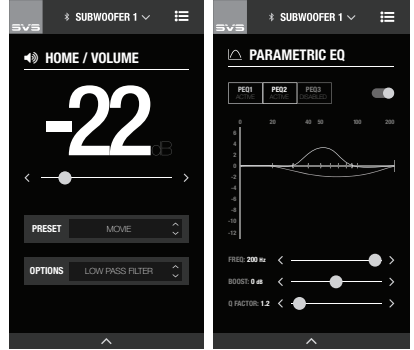 SVS
SUBWOOFER 1
HOME / VOLUME
-22 dB
PRESET MOVIE
OPTIONS LOW PASS FILTER
SVS
SUBWOOFER 1
PARAMETRIC EQ
PEQ1 PEQ2 PEQ3
ACTIVE ACTIVE DISABLED
0 20 40 50 100 200
6
4
2
0
-2
-4
-6
-8
-10
-12
FREQ: 200 Hz
BOOST: 0 dB
Q FACTOR: 1.2